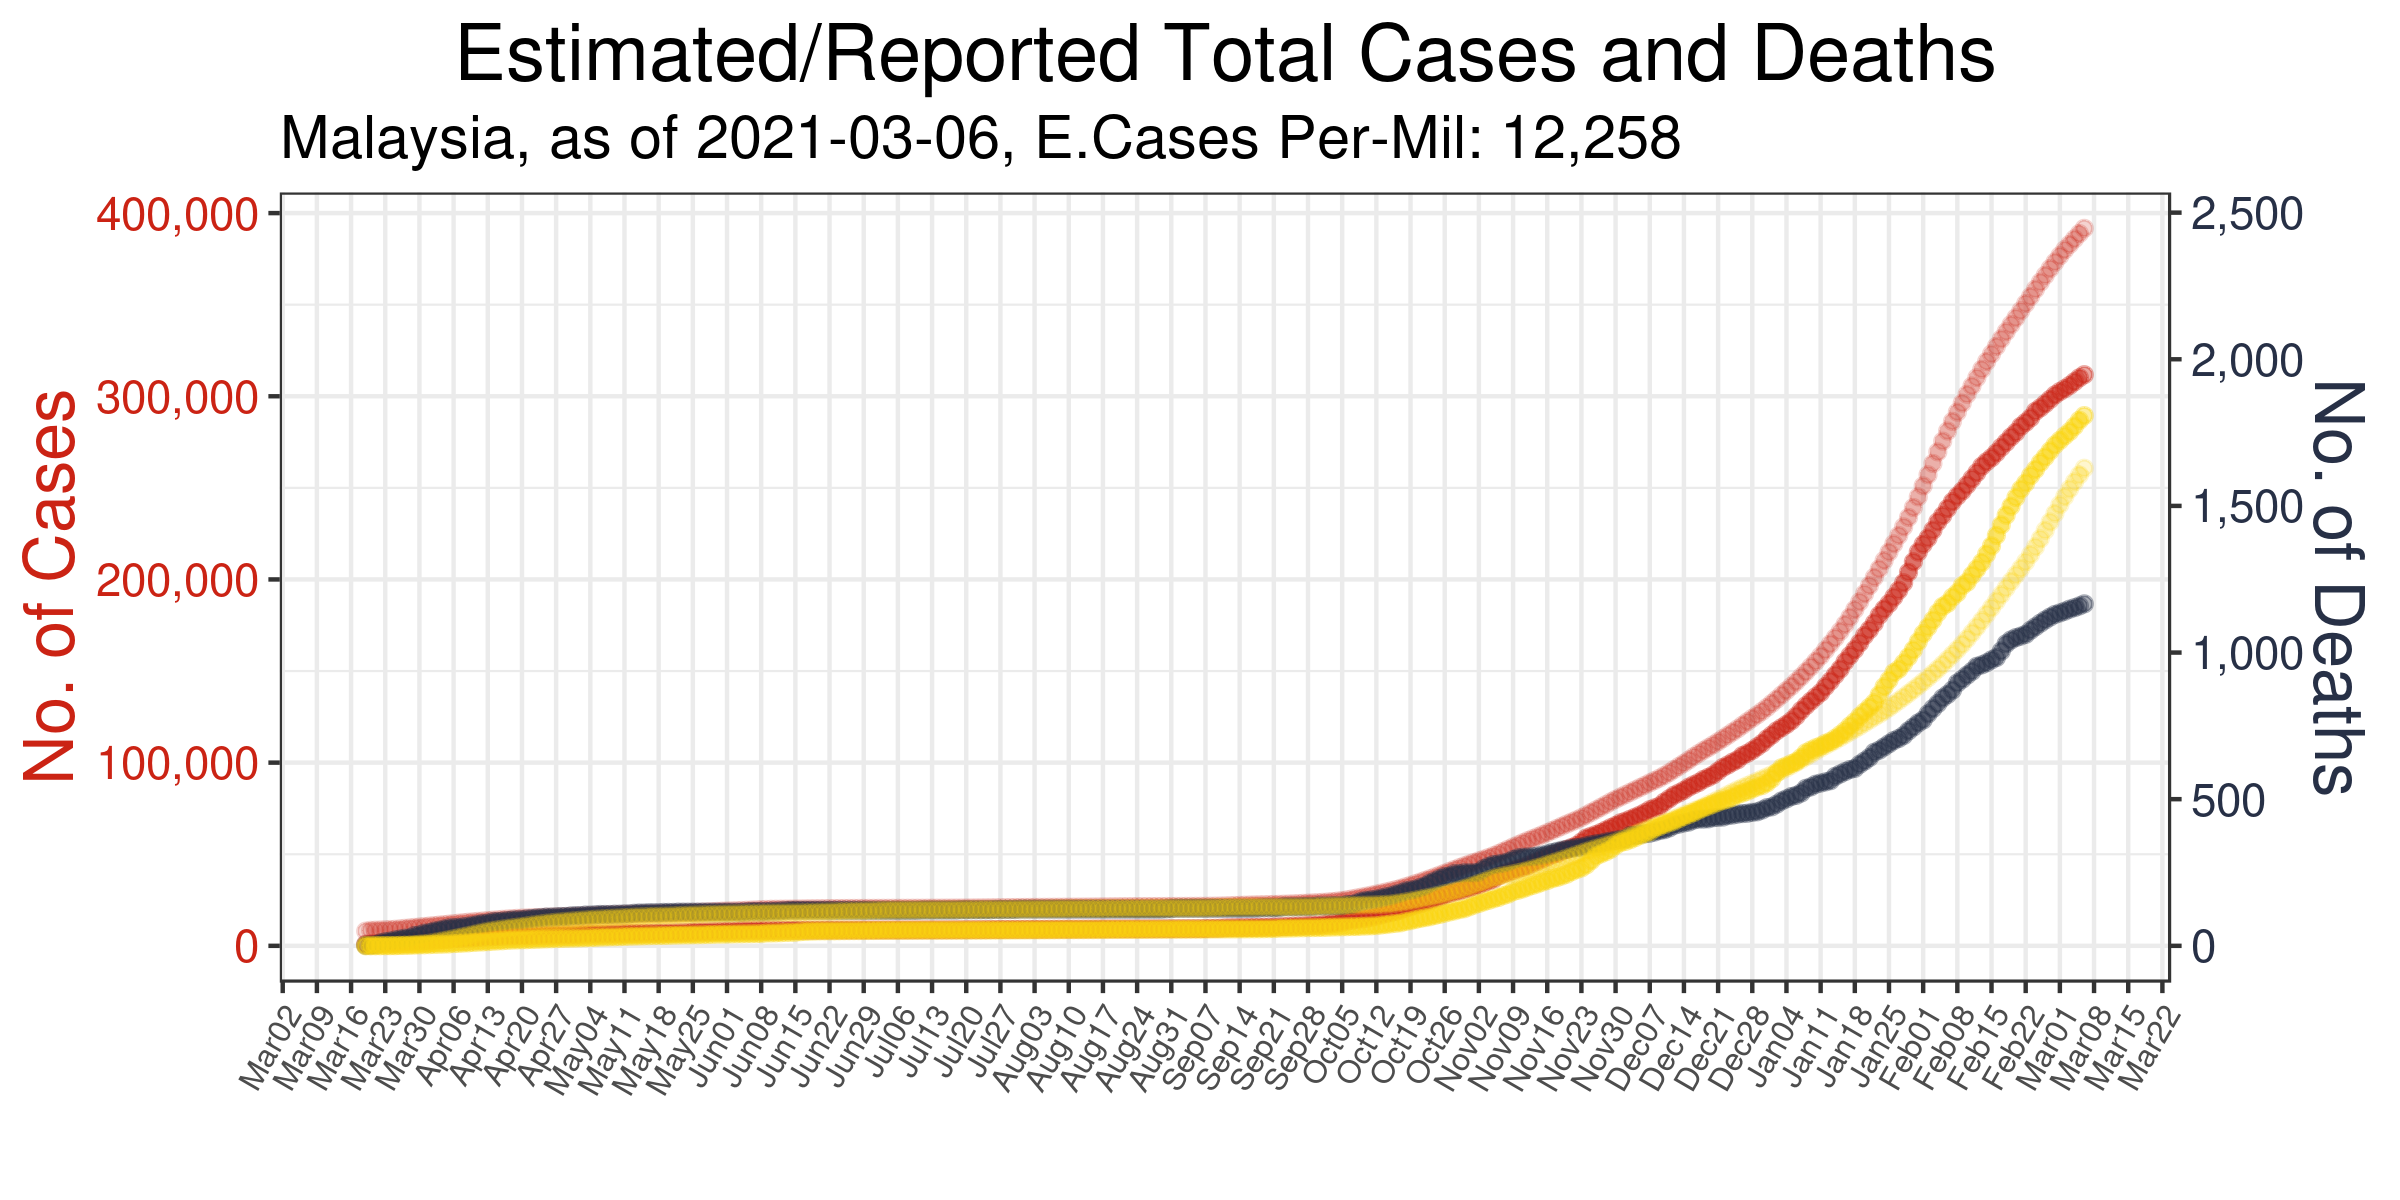 Estimated/Reported Total Cases and Deaths
Malaysia, as of 2021-03-06, E.Cases Per-Mil: 12,258
No. of Cases
400,000
300,000
200,000
100,000
0
2,500
2,000
1,500
1,000
500
0
No. of Deaths
Mar02
Mar09
Mar16
Mar23
Mar30
Apr06
Apr13
Apr20
Apr27
May04
May11
May18
May25
Jun01
Jun08
Jun15
Jun22
Jun29
Jul06
Jul13
Jul20
Jul27
Aug03
Aug10
Aug17
Aug24
Aug31
Sep07
Sep14
Sep21
Sep28
Oct05
Oct12
Oct19
Oct26
Nov02
Nov09
Nov16
Nov23
Nov30
Dec07
Dec14
Dec21
Dec28
Jan04
Jan11
Jan18
Jan25
Feb01
Feb08
Feb15
Feb22
Mar01
Mar08
Mar15
Mar22